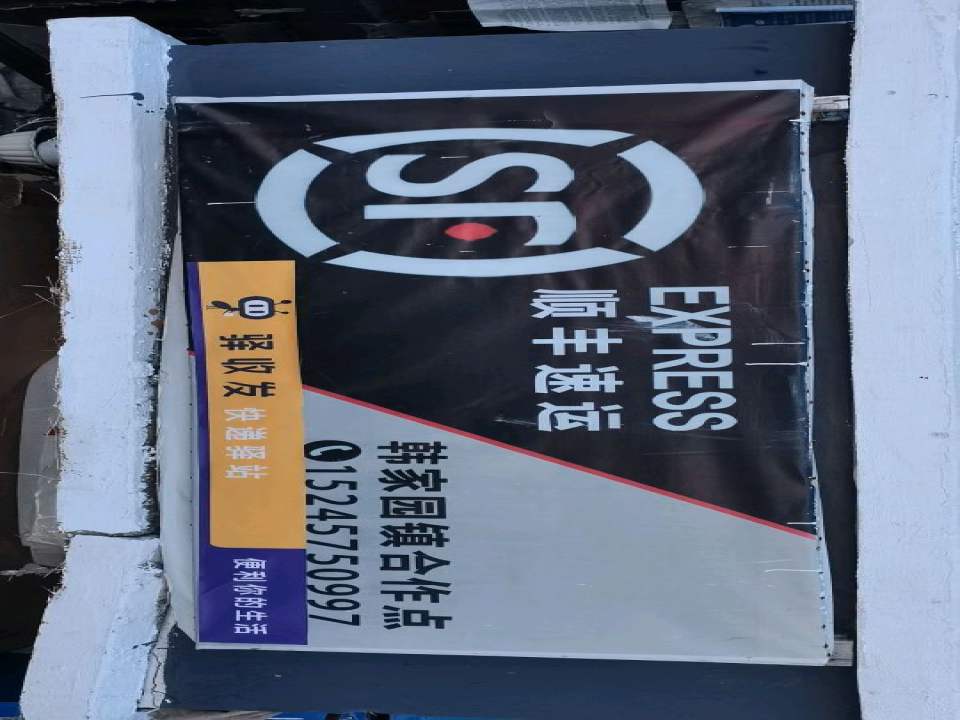 SF
EXPRESS
顺丰速运
韩家园镇合作点
15245750997
驿收发 快递驿站
便利你的生活